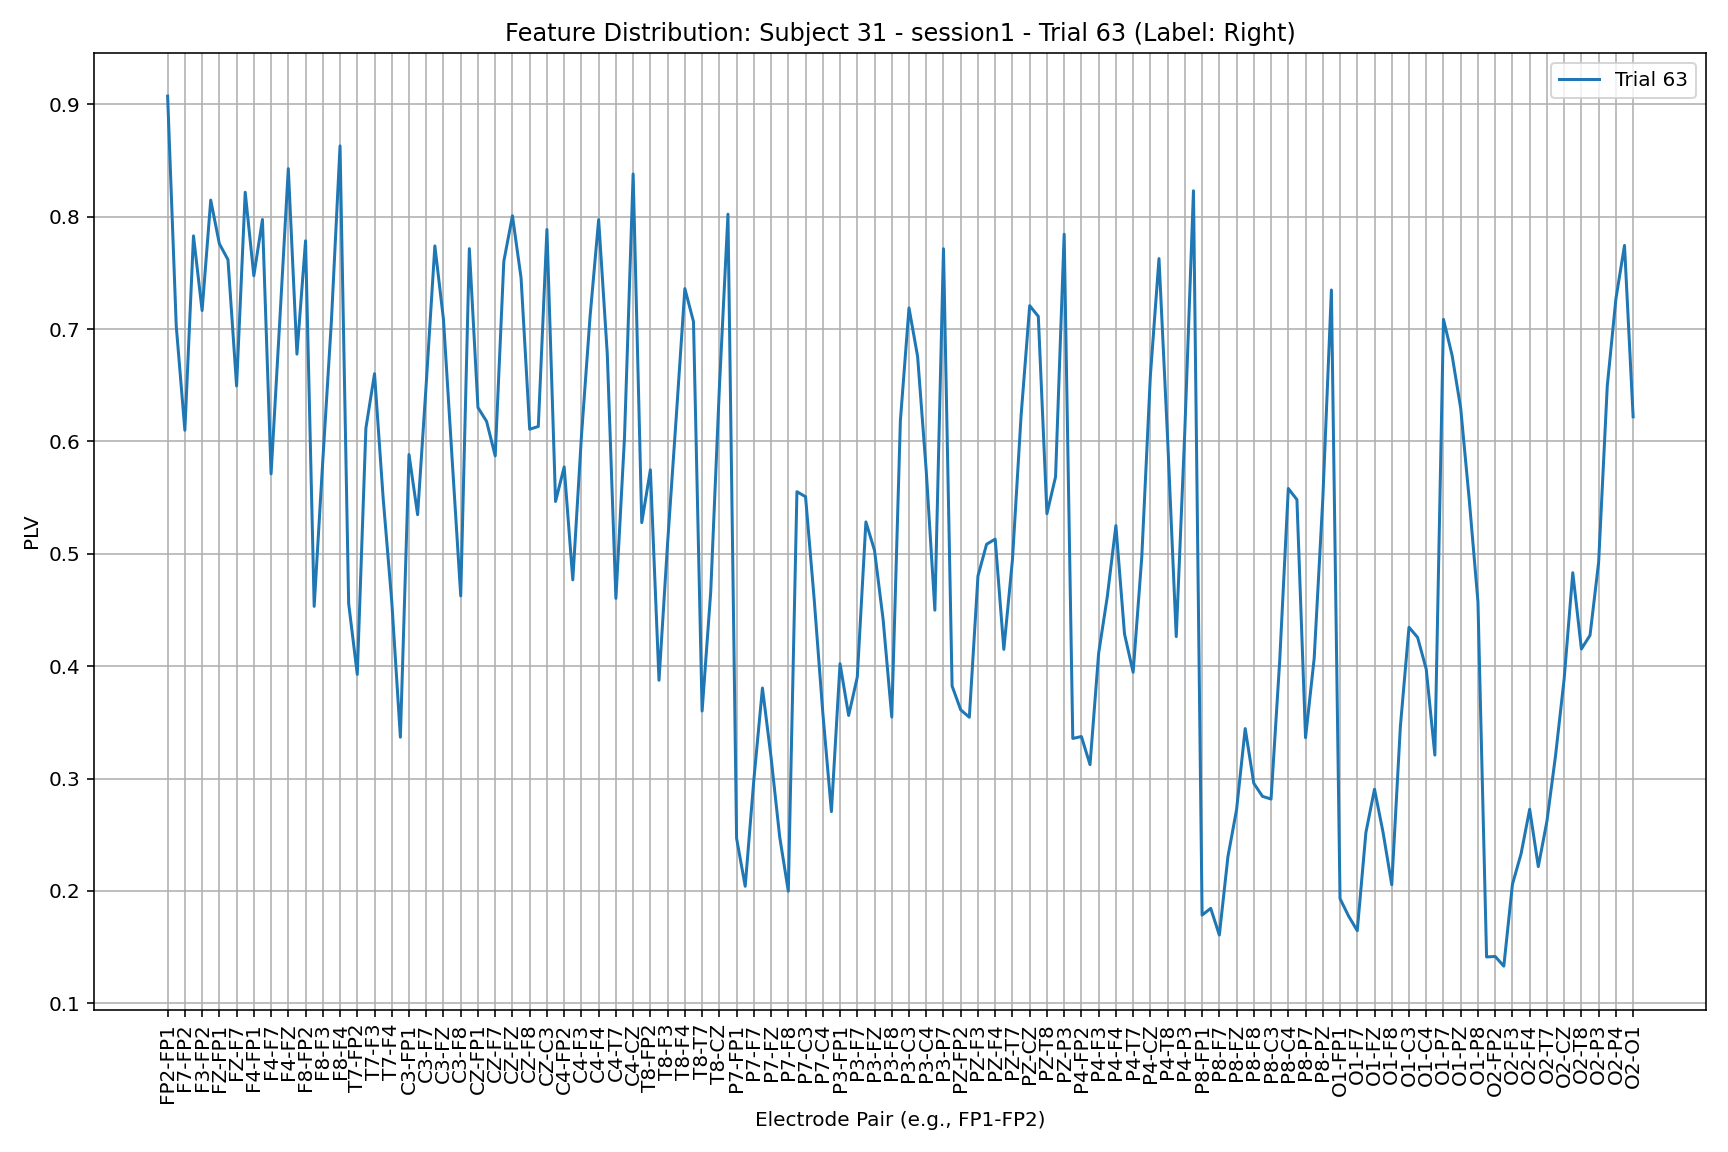 Feature Distribution: Subject 31 - session1 - Trial 63 (Label: Right)
Trial 63
PLV
0.9
0.8
0.7
0.6
0.5
0.4
0.3
0.2
0.1
FP2-FP1
F7-FP2
F3-FP2
FZ-FP1
FZ-F7
F4-FP1
F4-F7
F4-FZ
F8-FP2
F8-F3
F8-F4
T7-FP2
T7-F3
T7-F4
C3-FP1
C3-F7
C3-FZ
C3-F8
CZ-FP1
CZ-F7
CZ-FZ
CZ-F8
CZ-C3
C4-FP2
C4-F3
C4-F4
C4-T7
C4-CZ
T8-FP2
T8-F3
T8-F4
T8-T7
T8-CZ
P7-FP1
P7-F7
P7-FZ
P7-F8
P7-C3
P7-C4
P3-FP1
P3-F7
P3-FZ
P3-F8
P3-C3
P3-C4
P3-P7
PZ-FP2
PZ-F3
PZ-F4
PZ-T7
PZ-CZ
PZ-T8
PZ-P3
P4-FP2
P4-F3
P4-F4
P4-T7
P4-CZ
P4-T8
P4-P3
P8-FP1
P8-F7
P8-FZ
P8-F8
P8-C3
P8-C4
P8-P7
P8-PZ
O1-FP1
O1-F7
O1-FZ
O1-F8
O1-C3
O1-C4
O1-P7
O1-PZ
O1-P8
O2-FP2
O2-F3
O2-F4
O2-T7
O2-CZ
O2-T8
O2-P3
O2-P4
O2-O1
Electrode Pair (e.g., FP1-FP2)